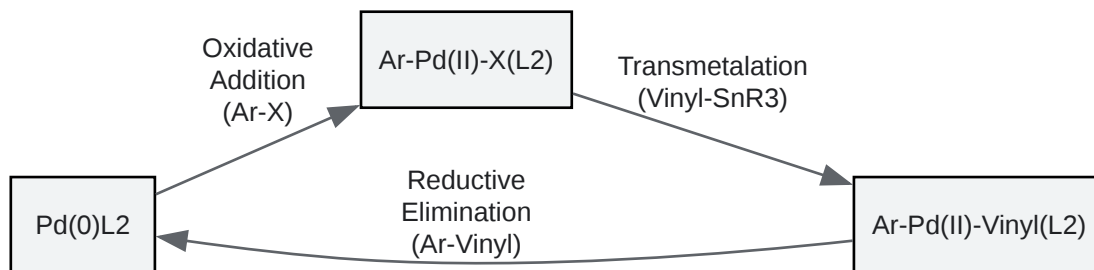 Oxidative
Addition
(Ar-X)
Ar-Pd(II)-X(L2)
Transmetalation
(Vinyl-SnR3)
Pd(0)L2
Reductive
Elimination
(Ar-Vinyl)
Ar-Pd(II)-Vinyl(L2)